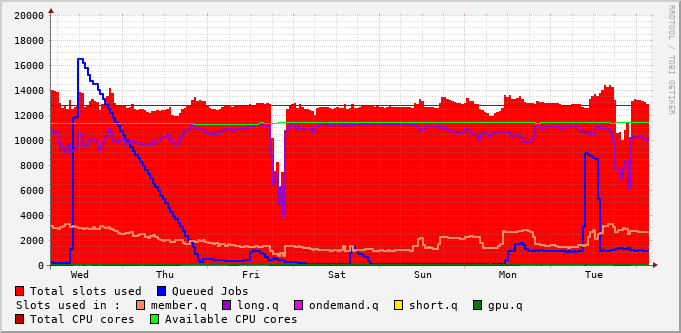 20000
18000
16000
14000
12000
10000
8000
6000
4000
2000
0
Wed Thu Fri Sat Sun Mon Tue
RRDTOOL / TOBI OETIKER
Total slots used Queued Jobs
Slots used in : member.q long.q ondemand.q short.q gpu.q
Total CPU cores Available CPU cores